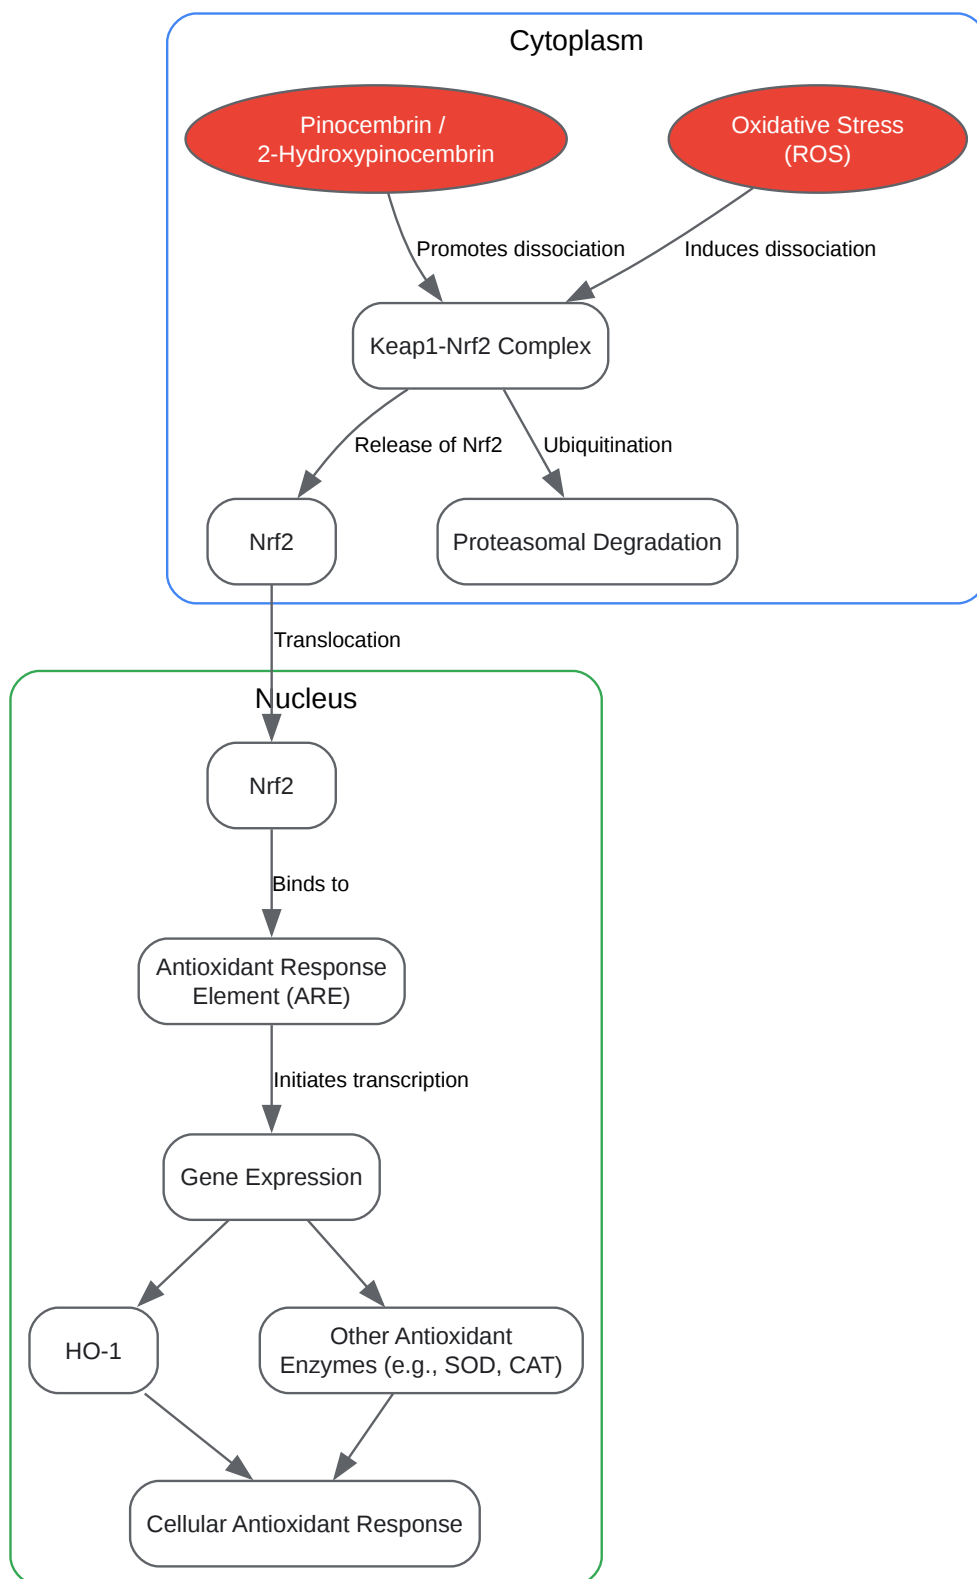 Cytoplasm
Pinocembrin /
2-Hydroxypinocembrin
Oxidative Stress
(ROS)
Promotes dissociation
Induces dissociation
Keap1-Nrf2 Complex
Release of Nrf2
Ubiquitination
Nrf2
Proteasomal Degradation
Translocation
Nucleus
Nrf2
Binds to
Antioxidant Response
Element (ARE)
Initiates transcription
Gene Expression
HO-1
Other Antioxidant
Enzymes (e.g., SOD, CAT)
Cellular Antioxidant Response